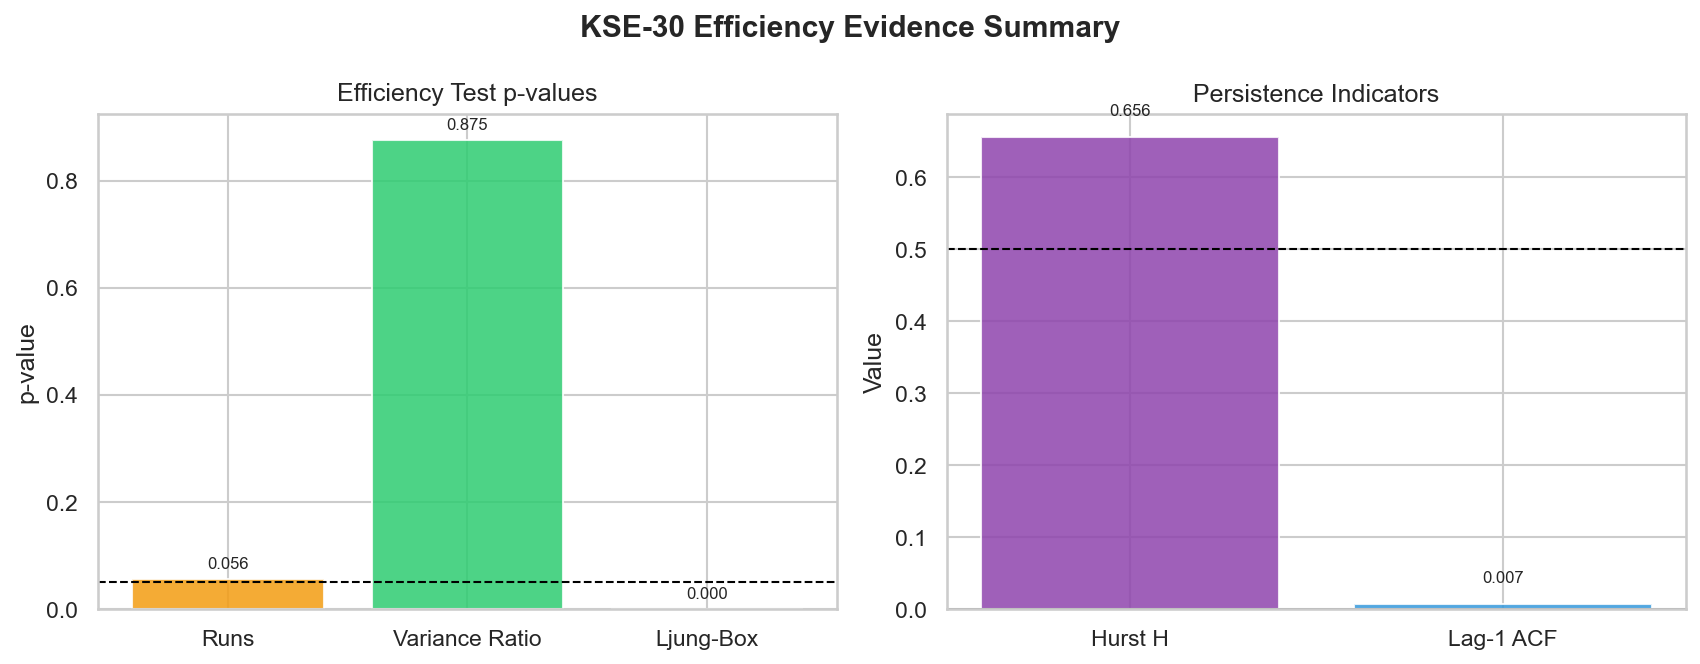 KSE-30 Efficiency Evidence Summary
Efficiency Test p-values
p-value
0.8
0.6
0.4
0.2
0.0
0.056
0.875
0.000
Runs
Variance Ratio
Ljung-Box
Persistence Indicators
Value
0.6
0.5
0.4
0.3
0.2
0.1
0.0
0.656
0.007
Hurst H
Lag-1 ACF